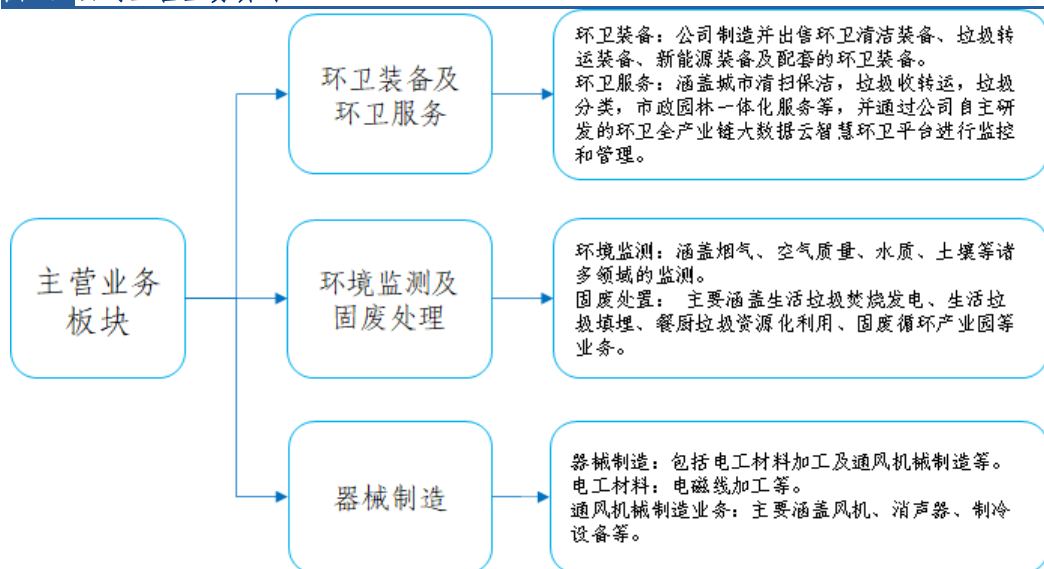 主营业务
板块
环卫装备及
环卫服务
环卫装备：公司制造并出售环卫清洁装备、垃圾转
运装备、新能源装备及配套的环卫装备。
环卫服务：涵盖城市清扫保洁，垃圾收转运，垃圾
分类，市政园林一体化服务等，并通过公司自主研
发的环卫全产业链大数据云智慧环卫平台进行监控
和管理。
环境监测及
固废处理
环境监测：涵盖烟气、空气质量、水质、土壤等诸
多领域的监测。
固废处置： 主要涵盖生活垃圾焚烧发电、生活垃
圾填埋、餐厨垃圾资源化利用、固废循环产业园等
业务。
器械制造
器械制造：包括电工材料加工及通风机械制造等。
电工材料：电磁线加工等。
通风机械制造业务：主要涵盖风机、消声器、制冷
设备等。